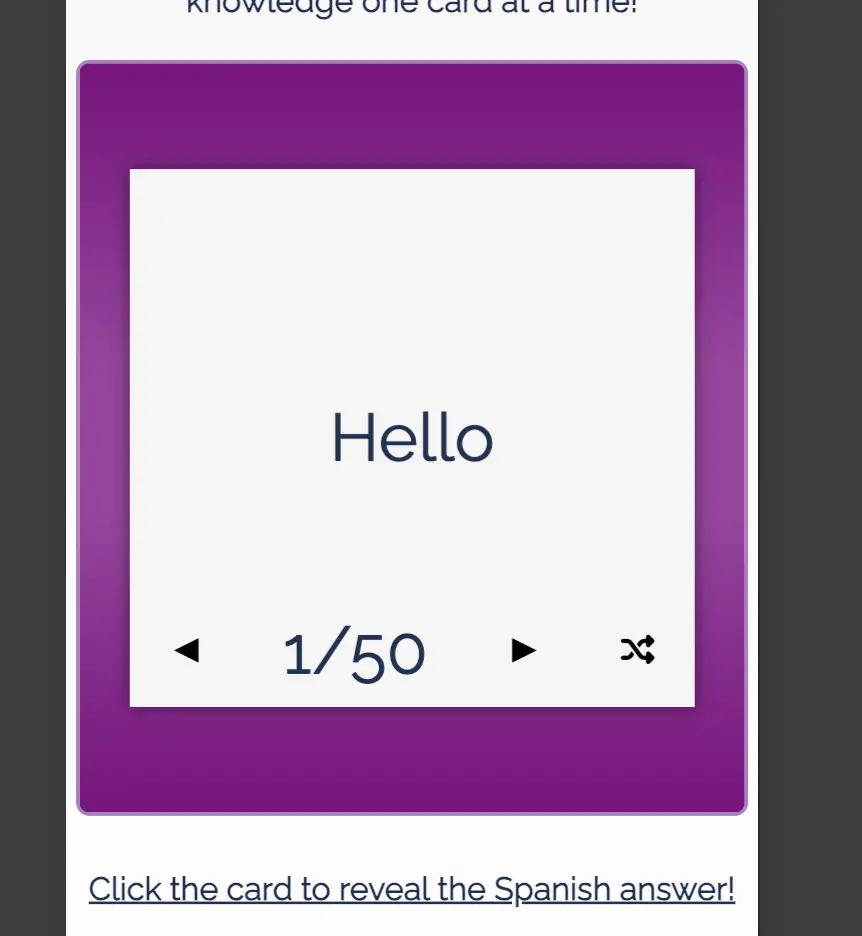 knowledge one card at a time!
Hello
1/50
Click the card to reveal the Spanish answer!